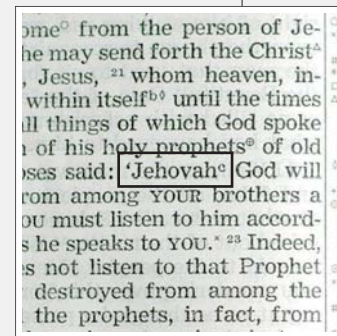 ome° from the person of Je-
he may send forth the Christ△
, Jesus, ²¹ whom heaven, in-
within itselfᵇ◊ until the times
ll things of which God spoke
of his holy prophets⊕ of old
oses said: ‘Jehovahᶜ God will
rom among YOUR brothers a
OU must listen to him accord-
s he speaks to YOU.* ²³ Indeed,
s not listen to that Prophet
destroyed from among the
the prophets, in fact, from